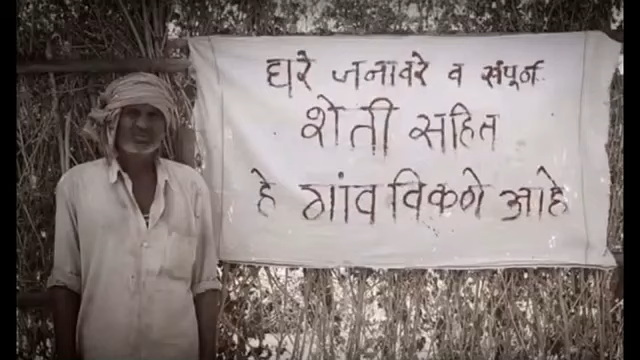 घरे जनावरे व संपूर्न
शेती सहित
हे गांव विकणे आहे